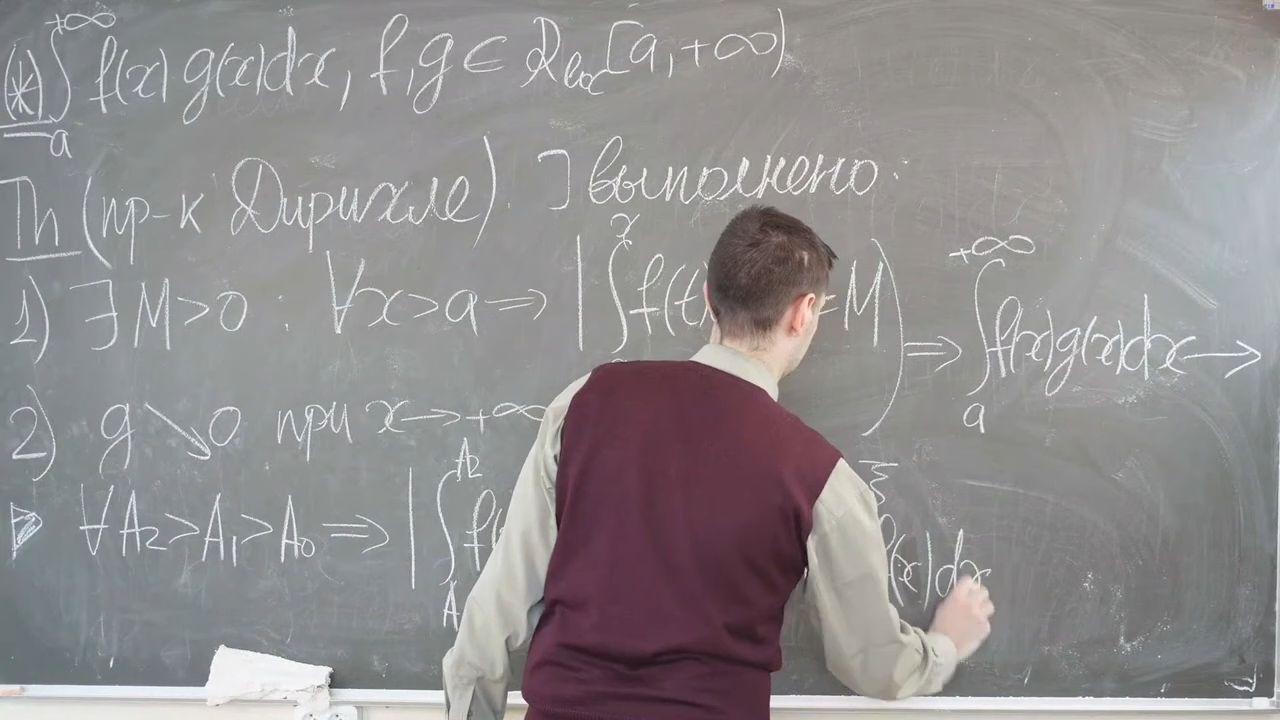 (*) ∫_a^{+∞} f(x) g(x)dx, f,g ∈ R_loc[a,+∞)
Th (пр-к Дирихле). ] выполнено:
1) ∃ M>0 : ∀x>a ⇒ |∫^x f(t) M) ⇒ ∫_a^{+∞} f(x)g(x)dx →
2) g ↘ 0 при x→+∞
▷ ∀A₂>A₁>A₀ ⇒ |∫_A^{A₂} f( ξ f(x)dx